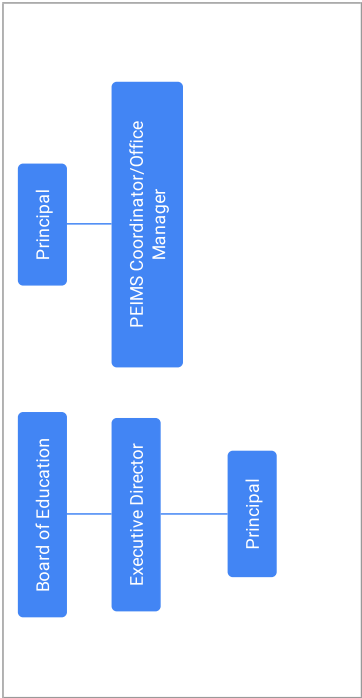 Board of Education
Executive Director
Principal
Principal
PEIMS Coordinator/Office
Manager